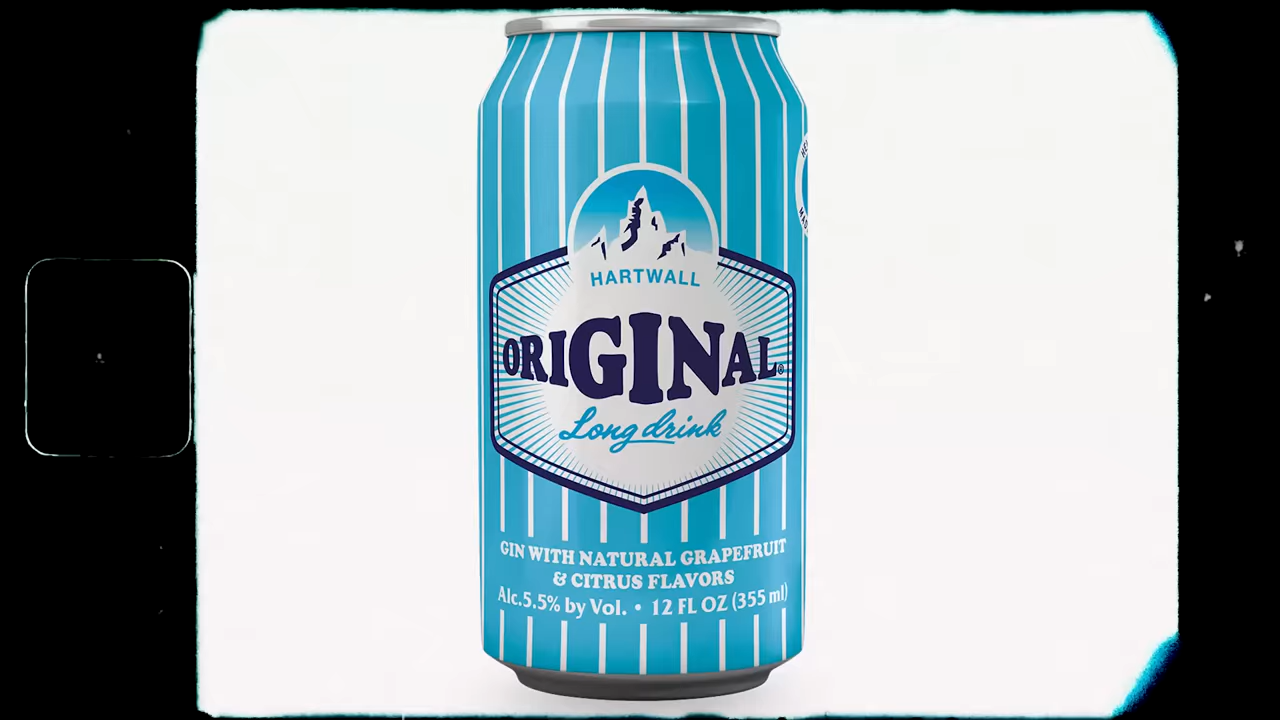 HARTWALL
ORIGINAL®
Long drink
GIN WITH NATURAL GRAPEFRUIT
& CITRUS FLAVORS
Alc.5.5% by Vol. • 12 FL OZ (355 ml)